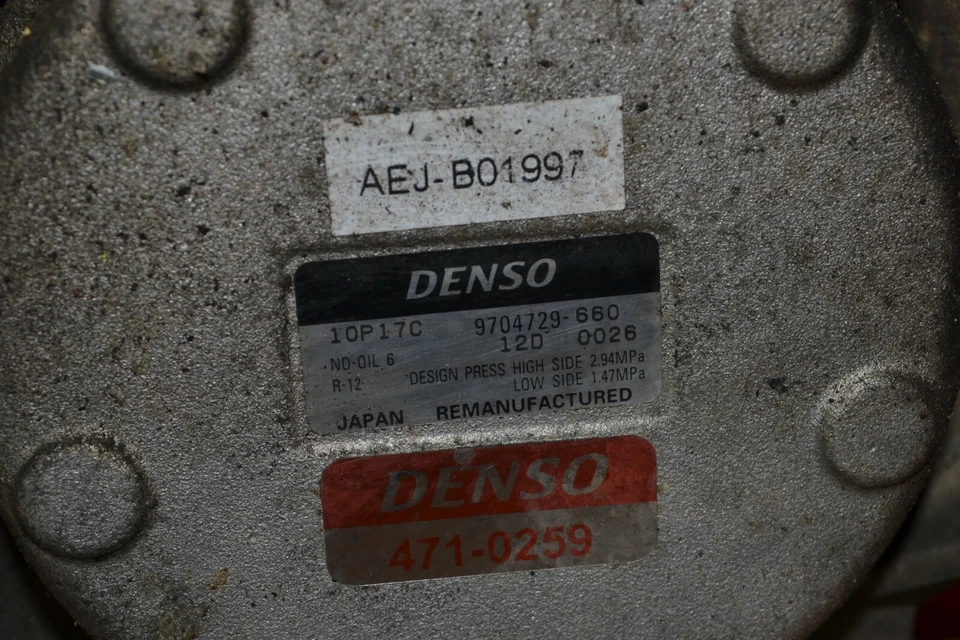 AEJ-B01997
DENSO
10P17C 9704729-660
12D 0026
ND-OIL 6
R-12 DESIGN PRESS HIGH SIDE 2.94MPa
LOW SIDE 1.47MPa
JAPAN REMANUFACTURED
DENSO
471-0259